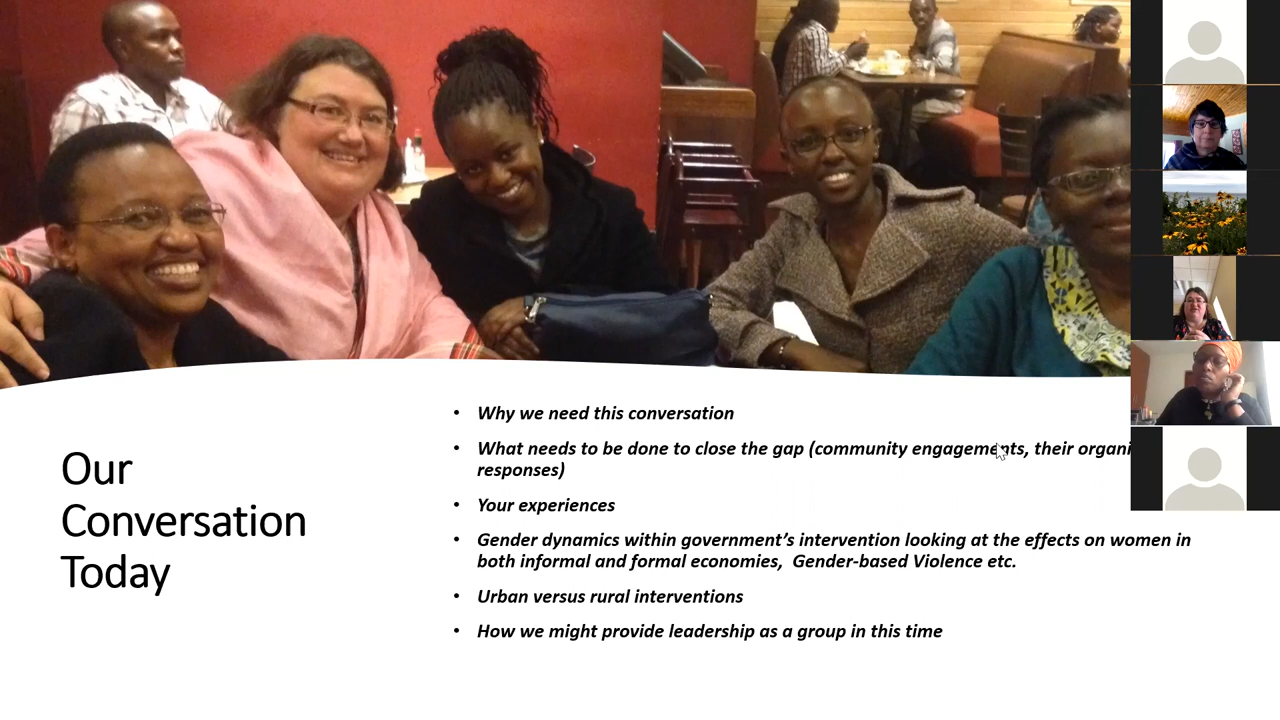 Our
Conversation
Today
• Why we need this conversation
• What needs to be done to close the gap (community engagements, their
responses)
• Your experiences
• Gender dynamics within government’s intervention looking at the effects on women in
both informal and formal economies,  Gender-based Violence etc.
• Urban versus rural interventions
• How we might provide leadership as a group in this time